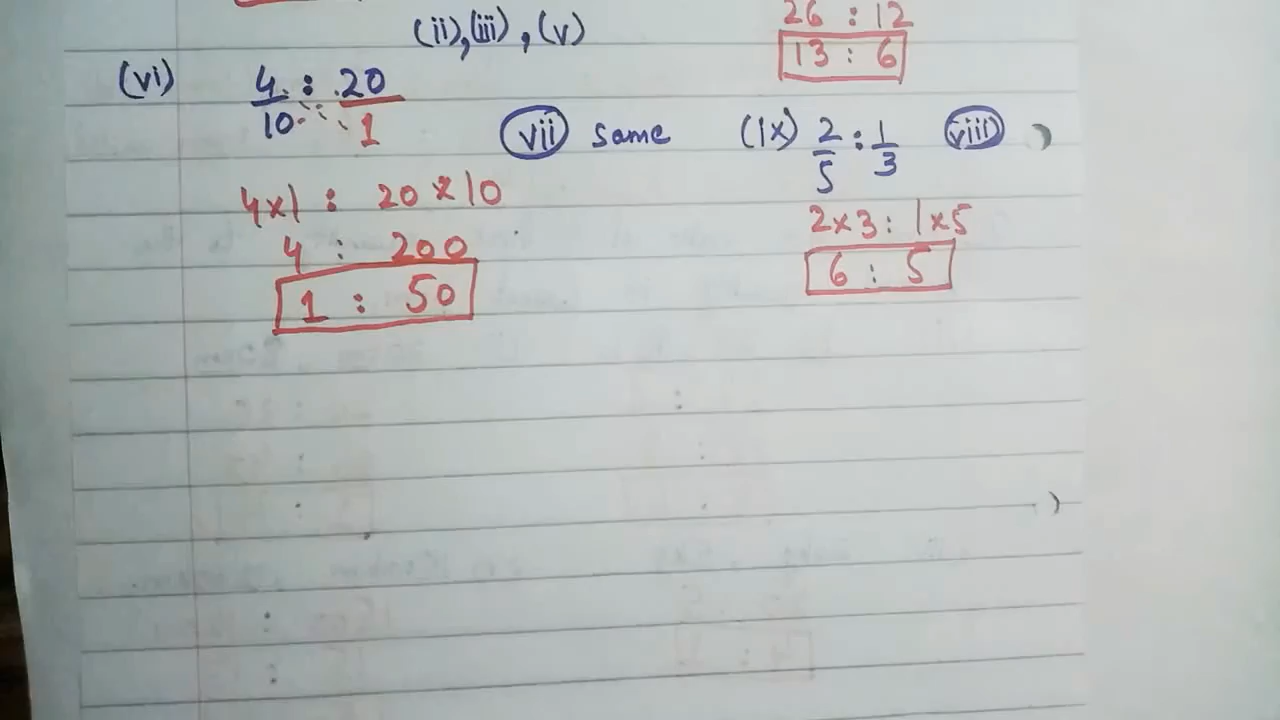 (ii),(iii),(v)
26 : 12
13 : 6
(vi) 4/10 : 20/1
(vii) same
(ix) 2/5 : 1/3 (viii)
4×1 : 20×10
4 : 200
1 : 50
2×3 : 1×5
6 : 5